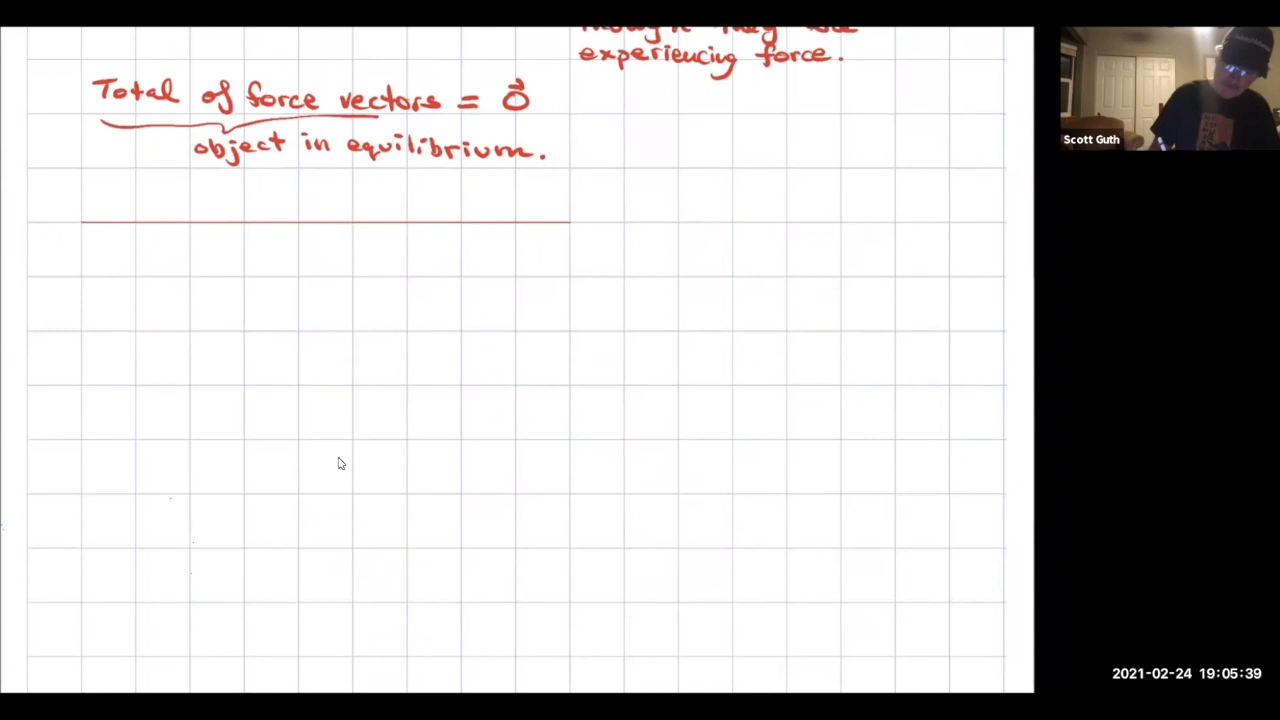 experiencing force.
Total of force vectors = 0⃗
object in equilibrium.
Scott Guth
2021-02-24 19:05:39